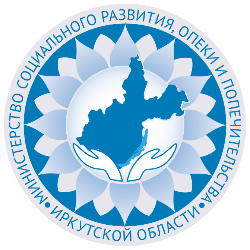 МИНИСТЕРСТВО СОЦИАЛЬНОГО РАЗВИТИЯ, ОПЕКИ И ПОПЕЧИТЕЛЬСТВА
ИРКУТСКОЙ ОБЛАСТИ